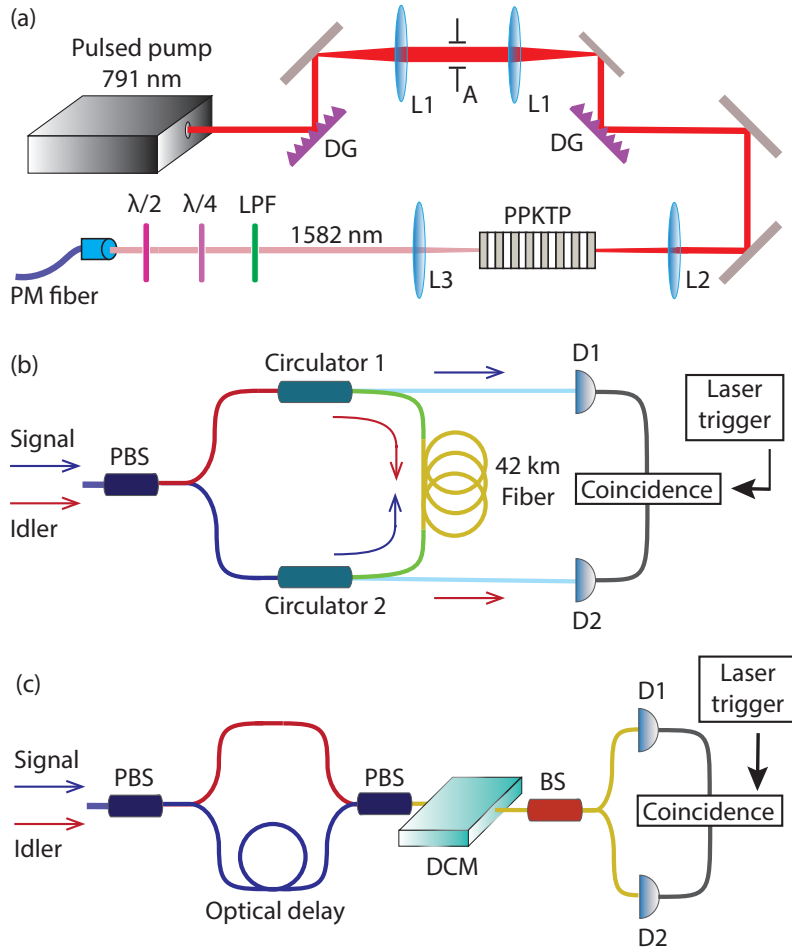 (a)
Pulsed pump
791 nm
L1
A
L1
DG
DG
λ/2
λ/4
LPF
1582 nm
PPKTP
PM fiber
L3
L2
(b)
Circulator 1
D1
Laser
trigger
Signal
PBS
42 km
Fiber
Coincidence
Idler
Circulator 2
D2
(c)
D1
Laser
trigger
Signal
PBS
PBS
BS
Coincidence
Idler
DCM
Optical delay
D2